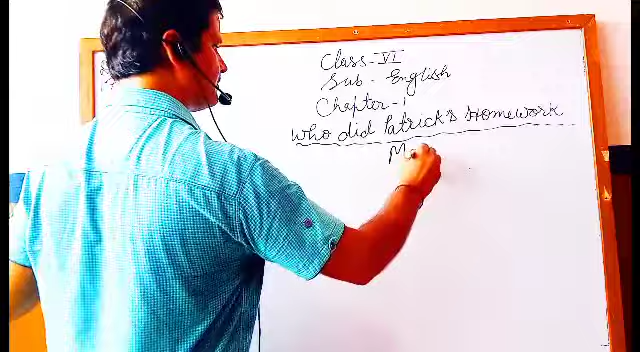 Class - VI
Sub - English
Chapter - 1
Who did Patrick's Homework